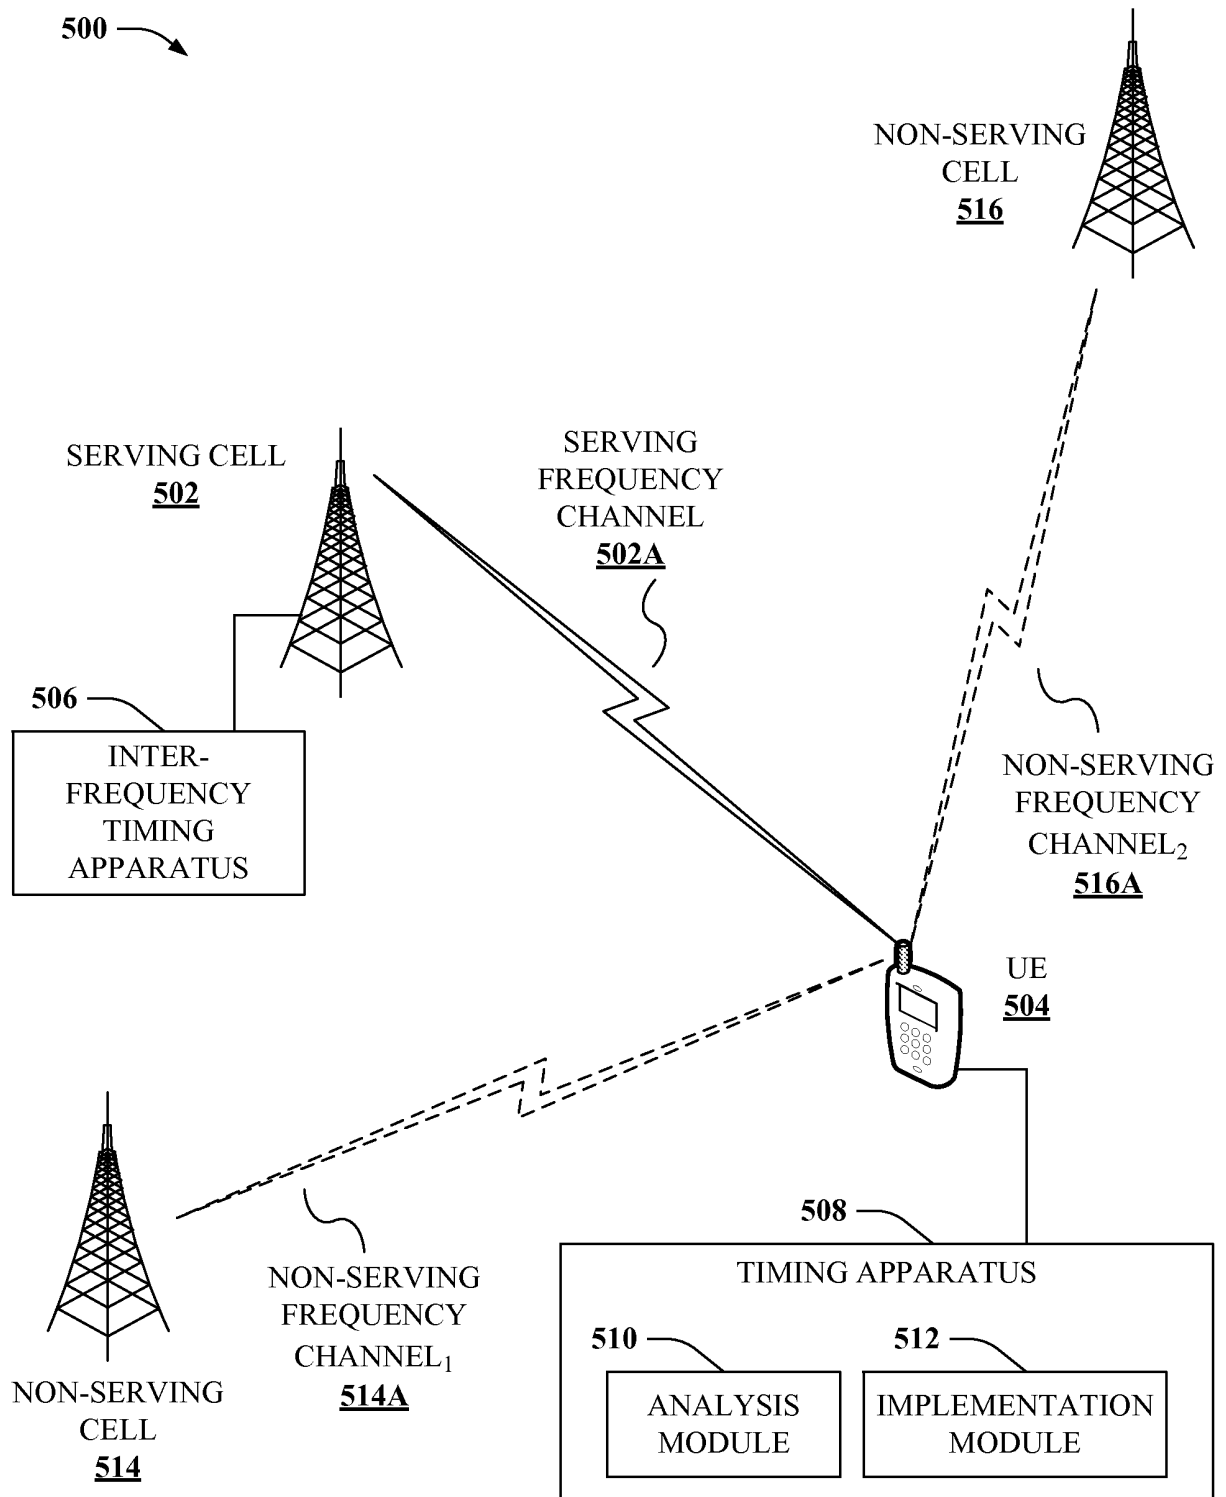 500
NON-SERVING
CELL
516
SERVING CELL
502
SERVING
FREQUENCY
CHANNEL
502A
506
INTER-
FREQUENCY
TIMING
APPARATUS
NON-SERVING
FREQUENCY
CHANNEL₂
516A
UE
504
NON-SERVING
CELL
514
NON-SERVING
FREQUENCY
CHANNEL₁
514A
508
TIMING APPARATUS
510
ANALYSIS
MODULE
512
IMPLEMENTATION
MODULE